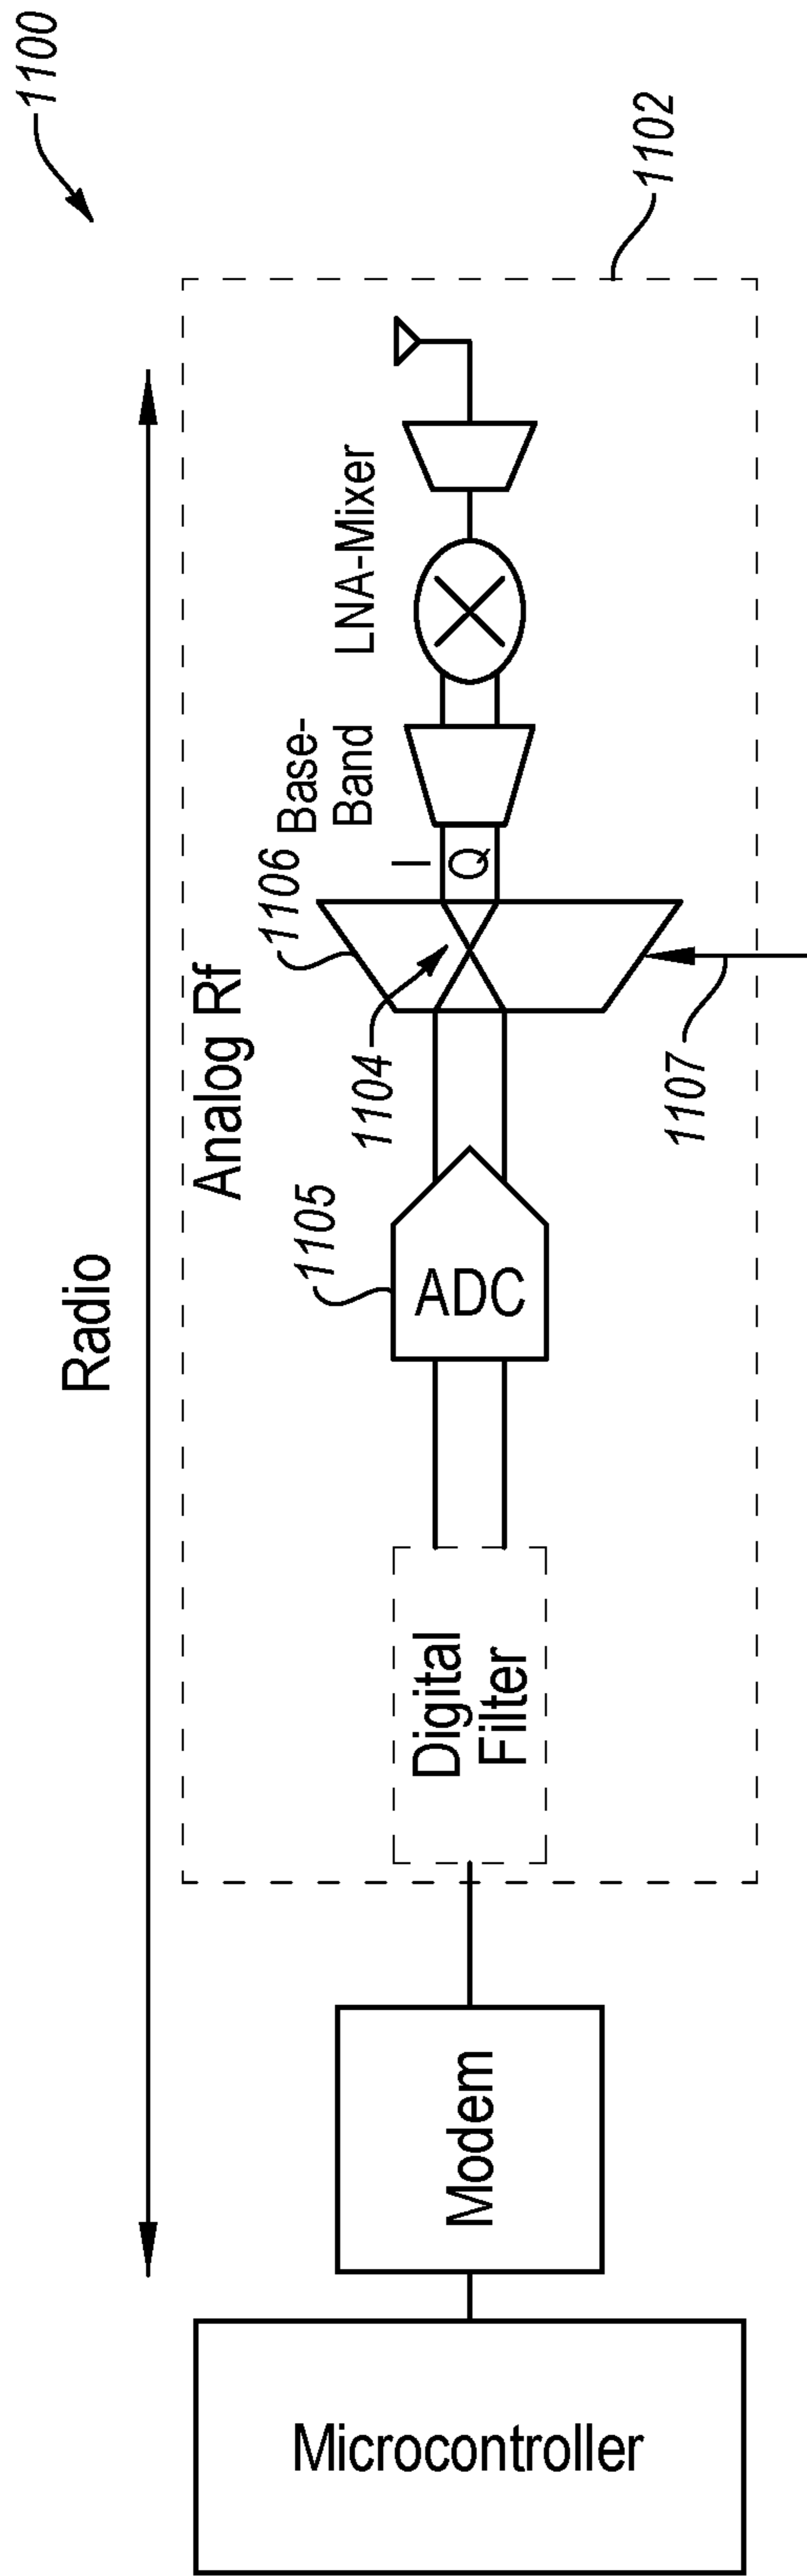 1100
Radio
1102
Analog Rf
Microcontroller
Modem
Digital
Filter
1105
ADC
1104
1106
1107
I
Q
Base-
Band
LNA-Mixer